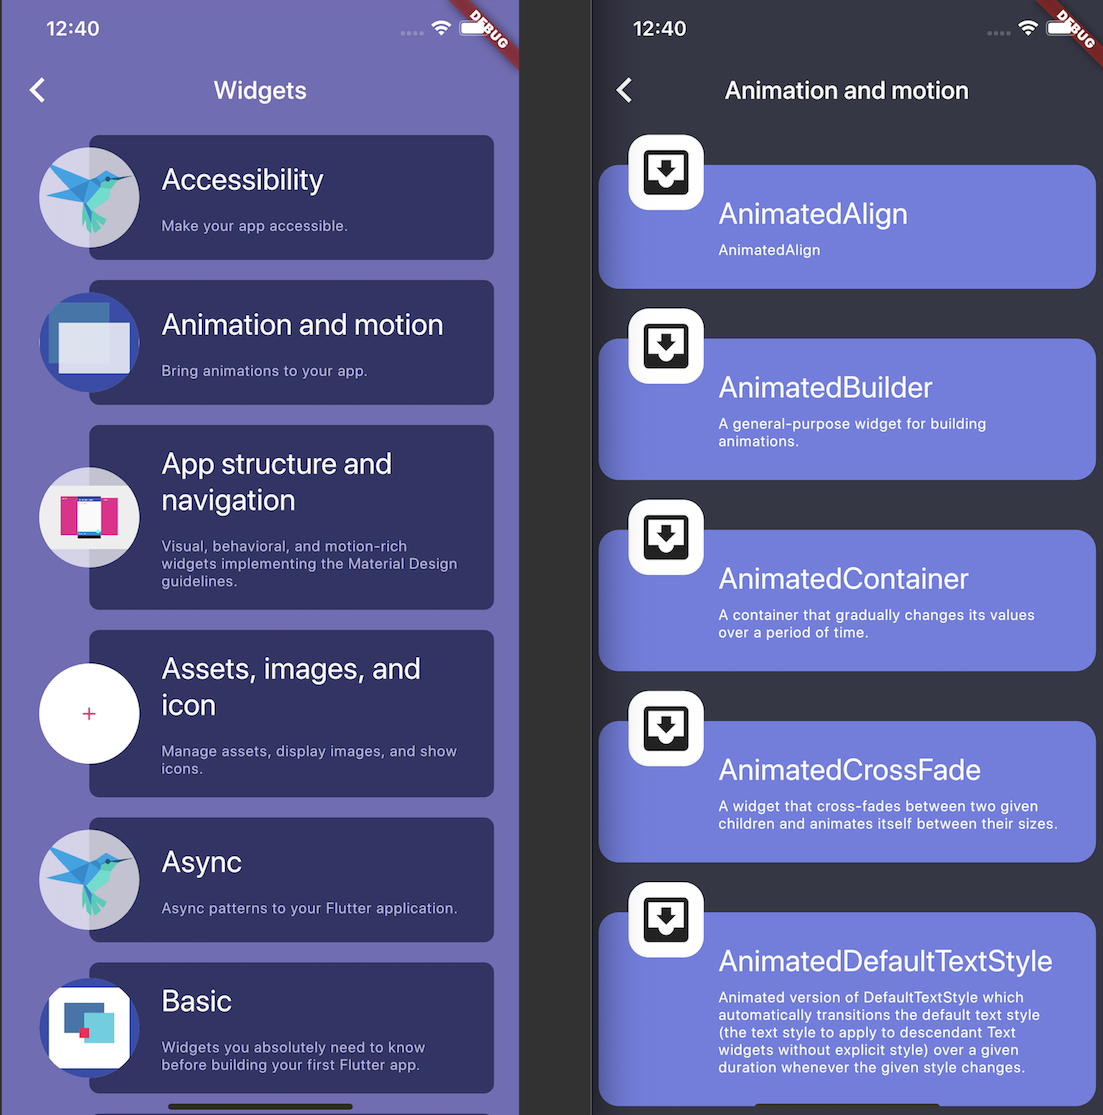 12:40
DEBUG
Widgets
Accessibility
Make your app accessible.
Animation and motion
Bring animations to your app.
App structure and
navigation
Visual, behavioral, and motion-rich
widgets implementing the Material Design
guidelines.
Assets, images, and
icon
Manage assets, display images, and show
icons.
Async
Async patterns to your Flutter application.
Basic
Widgets you absolutely need to know
before building your first Flutter app.
12:40
DEBUG
Animation and motion
AnimatedAlign
AnimatedAlign
AnimatedBuilder
A general-purpose widget for building
animations.
AnimatedContainer
A container that gradually changes its values
over a period of time.
AnimatedCrossFade
A widget that cross-fades between two given
children and animates itself between their sizes.
AnimatedDefaultTextStyle
Animated version of DefaultTextStyle which
automatically transitions the default text style
(the text style to apply to descendant Text
widgets without explicit style) over a given
duration whenever the given style changes.